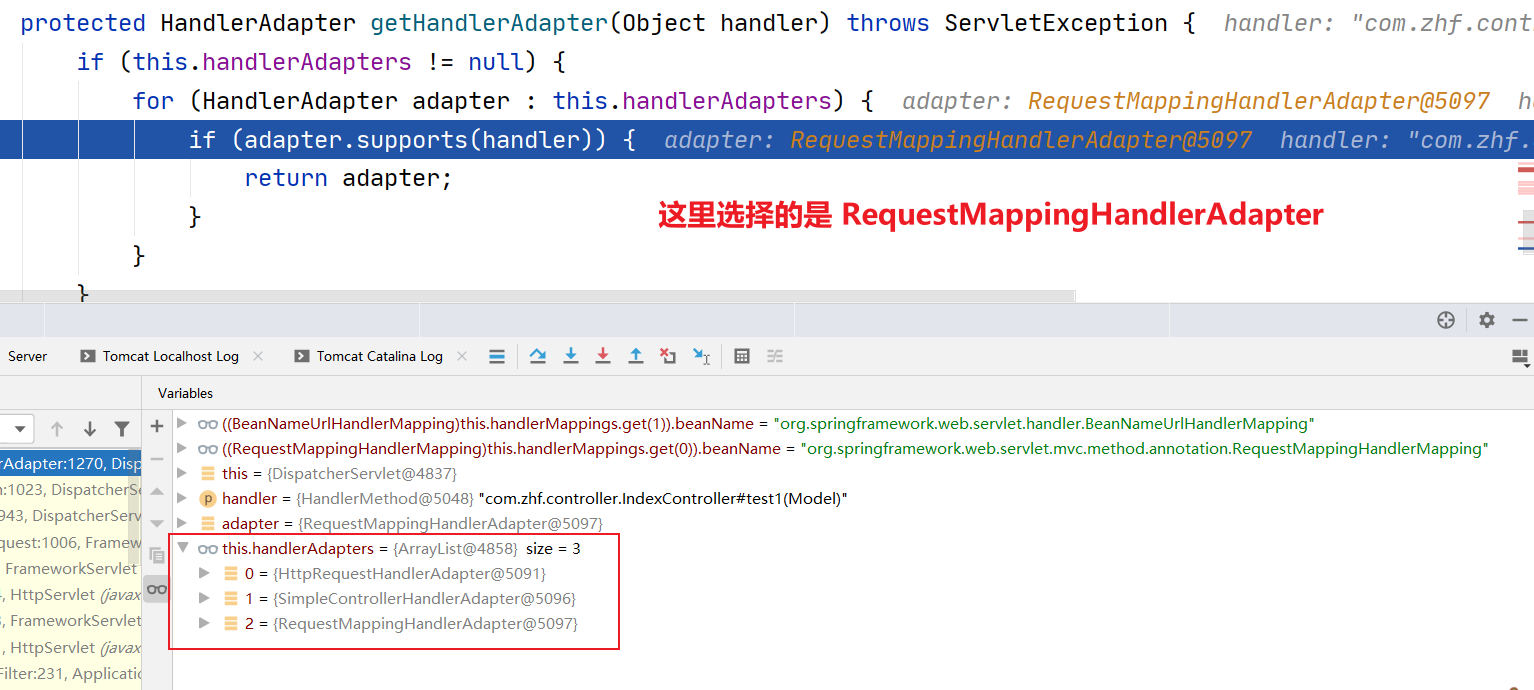 protected HandlerAdapter getHandlerAdapter(Object handler) throws ServletException {  handler: "com.zhf.cont
if (this.handlerAdapters != null) {
for (HandlerAdapter adapter : this.handlerAdapters) {  adapter: RequestMappingHandlerAdapter@5097  h
if (adapter.supports(handler)) {  adapter: RequestMappingHandlerAdapter@5097  handler: "com.zhf.
return adapter;
这里选择的是 RequestMappingHandlerAdapter
}
}
}
Server  Tomcat Localhost Log  Tomcat Catalina Log
Variables
((BeanNameUrlHandlerMapping)this.handlerMappings.get(1)).beanName = "org.springframework.web.servlet.handler.BeanNameUrlHandlerMapping"
((RequestMappingHandlerMapping)this.handlerMappings.get(0)).beanName = "org.springframework.web.servlet.mvc.method.annotation.RequestMappingHandlerMapping"
rAdapter:1270, Disp
this = {DispatcherServlet@4837}
n:1023, DispatcherSe
handler = {HandlerMethod@5048} "com.zhf.controller.IndexController#test1(Model)"
943, DispatcherServ
adapter = {RequestMappingHandlerAdapter@5097}
quest:1006, Framew
this.handlerAdapters = {ArrayList@4858} size = 3
FrameworkServlet
0 = {HttpRequestHandlerAdapter@5091}
, HttpServlet (javax
1 = {SimpleControllerHandlerAdapter@5096}
, FrameworkServlet
2 = {RequestMappingHandlerAdapter@5097}
, HttpServlet (javax
Filter:231, Applicatio